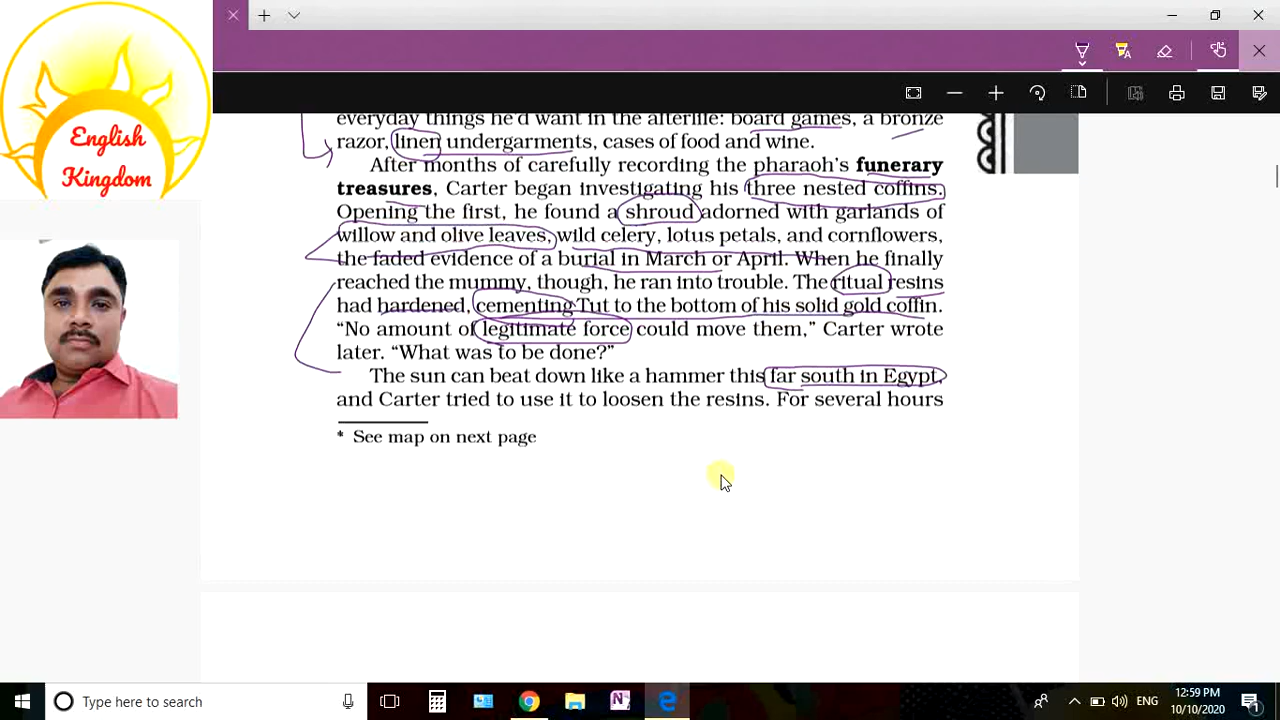 English
Kingdom
everyday things he'd want in the afterlife: board games, a bronze
razor, linen undergarments, cases of food and wine.
After months of carefully recording the pharaoh's funerary
treasures, Carter began investigating his three nested coffins.
Opening the first, he found a shroud adorned with garlands of
willow and olive leaves, wild celery, lotus petals, and cornflowers,
the faded evidence of a burial in March or April. When he finally
reached the mummy, though, he ran into trouble. The ritual resins
had hardened, cementing Tut to the bottom of his solid gold coffin.
“No amount of legitimate force could move them,” Carter wrote
later. “What was to be done?”
The sun can beat down like a hammer this far south in Egypt,
and Carter tried to use it to loosen the resins. For several hours
* See map on next page
Type here to search
ENG
12:59 PM
10/10/2020